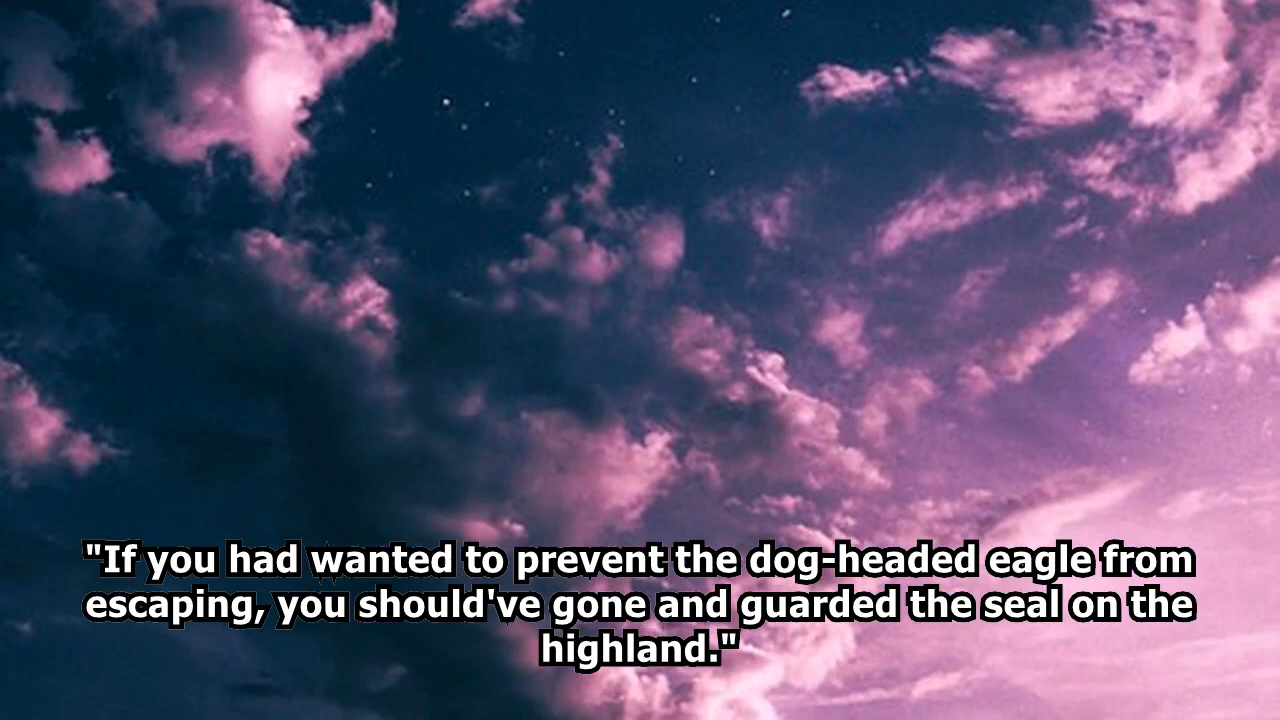 "If you had wanted to prevent the dog-headed eagle from
escaping, you should've gone and guarded the seal on the
highland."